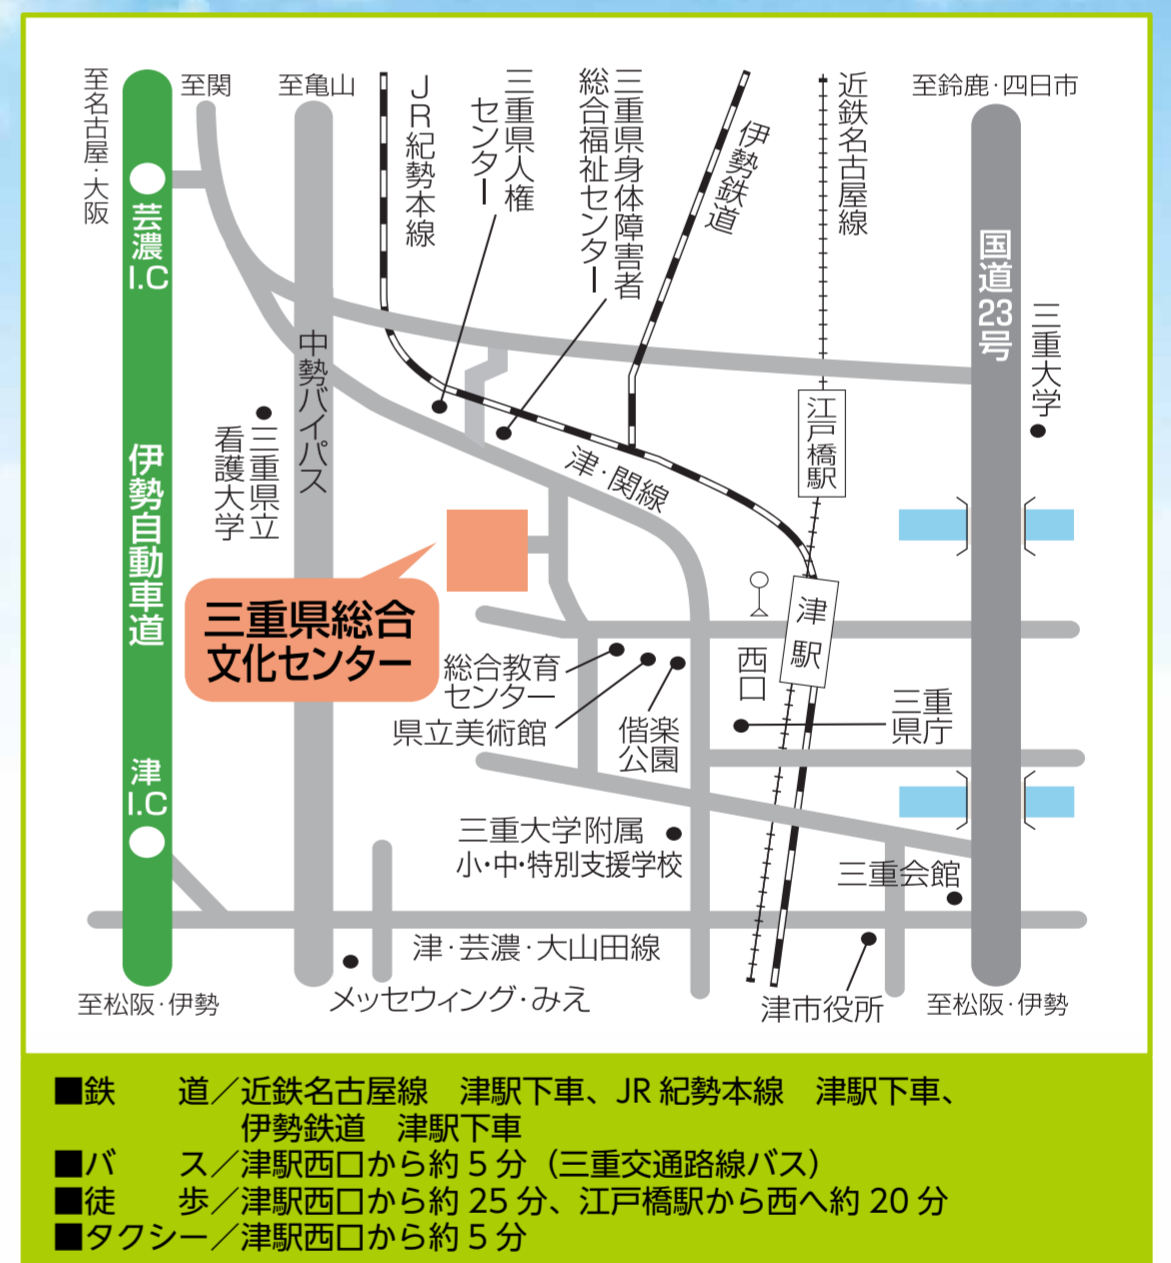 至名古屋・大阪
至関
至亀山
JR紀勢本線
三重県人権
センター
三重県身体障害者
総合福祉センター
伊勢鉄道
近鉄名古屋線
至鈴鹿・四日市
芸濃
I.C
国道23号
三重大学
中勢バイパス
江戸橋駅
三重県立
看護大学
津・関線
伊勢自動車道
三重県総合
文化センター
津駅
西口
総合教育
センター
県立美術館
偕楽
公園
三重
県庁
津
I.C
三重大学附属
小・中・特別支援学校
三重会館
津・芸濃・大山田線
メッセウィング・みえ
津市役所
至松阪・伊勢
至松阪・伊勢
■鉄　　道／近鉄名古屋線　津駅下車、JR 紀勢本線　津駅下車、
伊勢鉄道　津駅下車
■バ　　ス／津駅西口から約 5 分（三重交通路線バス）
■徒　　歩／津駅西口から約 25 分、江戸橋駅から西へ約 20 分
■タクシー／津駅西口から約 5 分